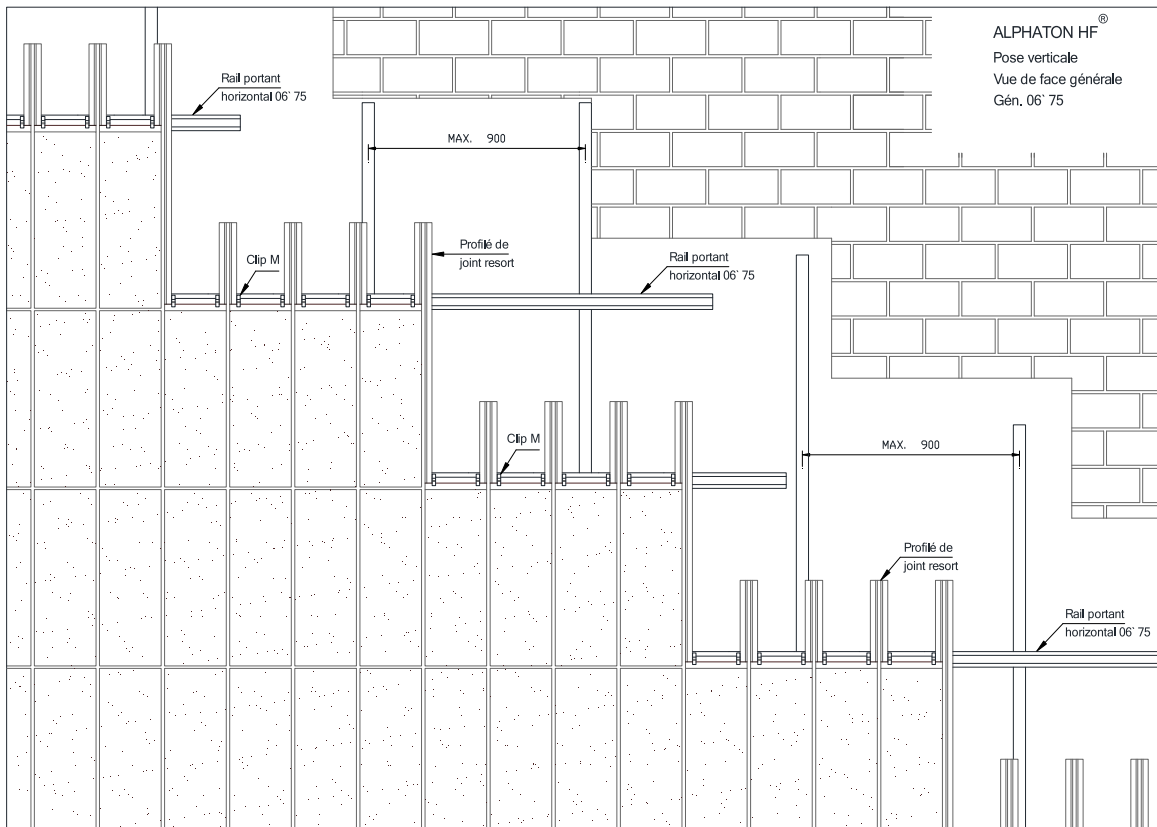 ALPHATON HF®
Pose verticale
Vue de face générale
Gén. 06` 75
Rail portant
horizontal 06` 75
MAX. 900
Profilé de
joint resort
Clip M
Rail portant
horizontal 06` 75
Clip M
MAX. 900
Profilé de
joint resort
Rail portant
horizontal 06` 75